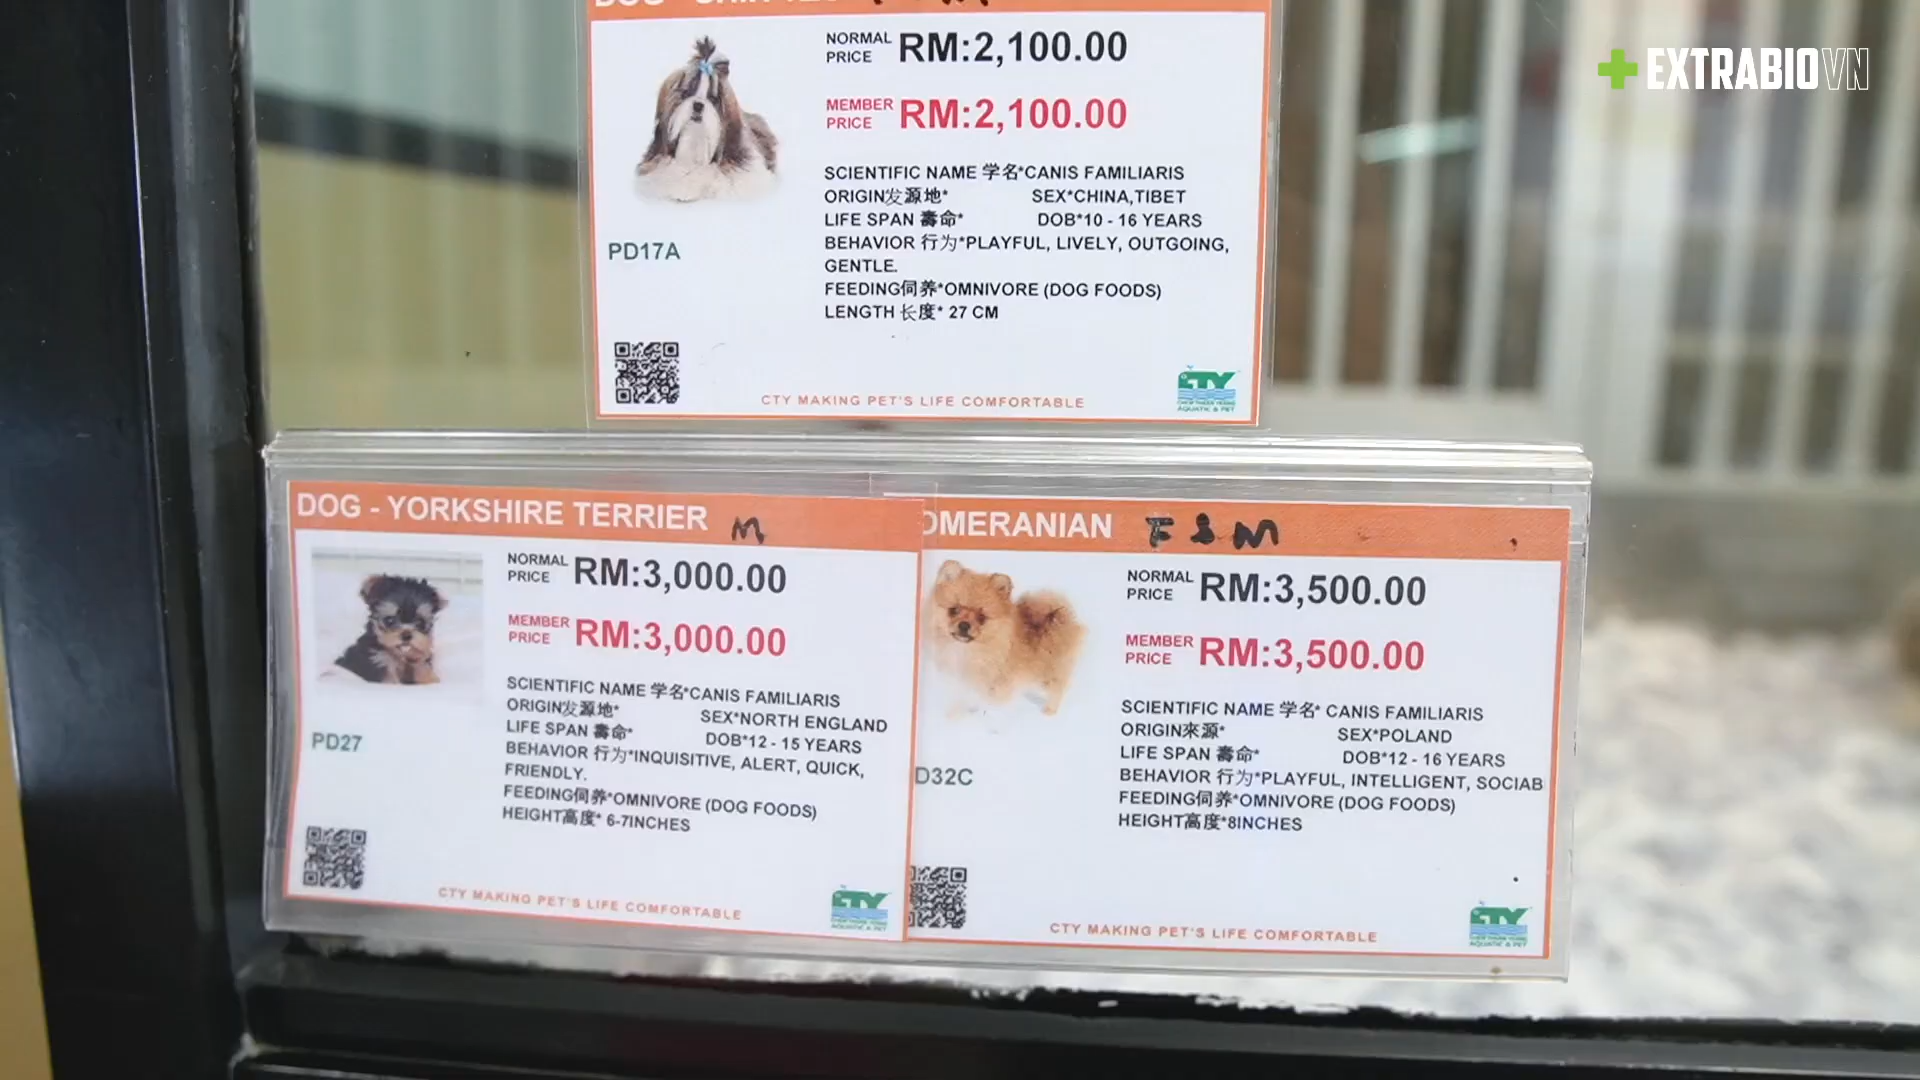 EXTRABIOVN
NORMAL PRICE RM:2,100.00
MEMBER PRICE RM:2,100.00
SCIENTIFIC NAME 学名*CANIS FAMILIARIS
ORIGIN发源地* SEX*CHINA,TIBET
LIFE SPAN 壽命* DOB*10 - 16 YEARS
BEHAVIOR 行为*PLAYFUL, LIVELY, OUTGOING,
GENTLE.
FEEDING伺养*OMNIVORE (DOG FOODS)
LENGTH 长度* 27 CM
PD17A
CTY MAKING PET'S LIFE COMFORTABLE
CTY
AQUATIC & PET
DOG - YORKSHIRE TERRIER M
NORMAL PRICE RM:3,000.00
MEMBER PRICE RM:3,000.00
SCIENTIFIC NAME 学名*CANIS FAMILIARIS
ORIGIN发源地* SEX*NORTH ENGLAND
LIFE SPAN 壽命* DOB*12 - 15 YEARS
BEHAVIOR 行为*INQUISITIVE, ALERT, QUICK,
FRIENDLY.
FEEDING伺养*OMNIVORE (DOG FOODS)
HEIGHT高度* 6-7INCHES
PD27
CTY MAKING PET'S LIFE COMFORTABLE
CTY
AQUATIC & PET
OMERANIAN F & M
NORMAL PRICE RM:3,500.00
MEMBER PRICE RM:3,500.00
SCIENTIFIC NAME 学名* CANIS FAMILIARIS
ORIGIN來源* SEX*POLAND
LIFE SPAN 壽命* DOB*12 - 16 YEARS
BEHAVIOR 行为*PLAYFUL, INTELLIGENT, SOCIAB
FEEDING伺养*OMNIVORE (DOG FOODS)
HEIGHT高度*8INCHES
D32C
CTY MAKING PET'S LIFE COMFORTABLE
CTY
AQUATIC & PET